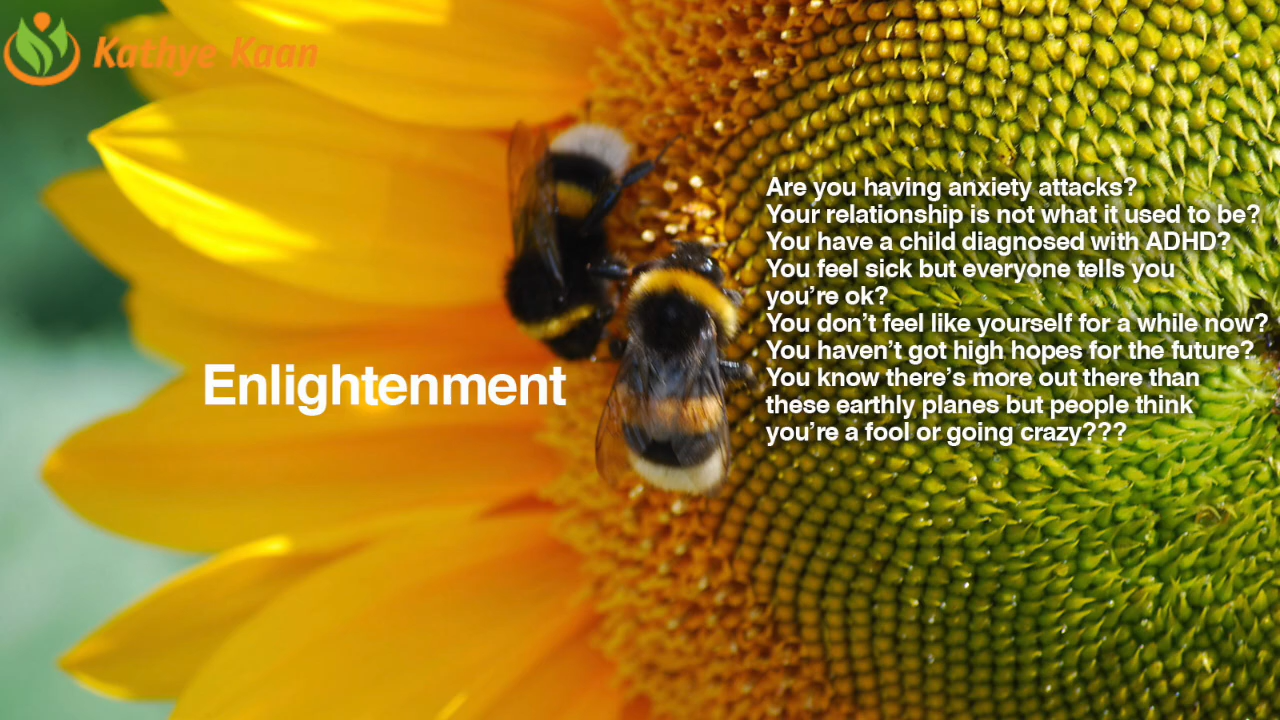 Kathye Kaan
Enlightenment
Are you having anxiety attacks?
Your relationship is not what it used to be?
You have a child diagnosed with ADHD?
You feel sick but everyone tells you
you’re ok?
You don’t feel like yourself for a while now?
You haven’t got high hopes for the future?
You know there’s more out there than
these earthly planes but people think
you’re a fool or going crazy???